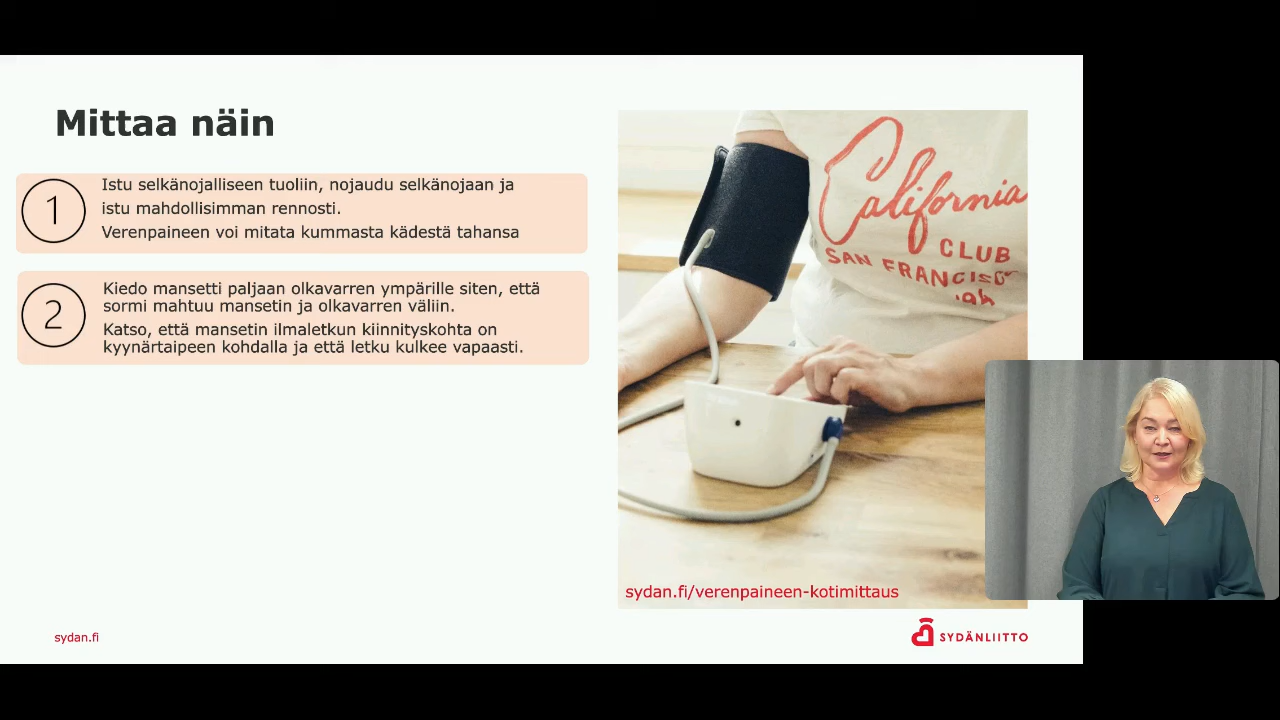 Mittaa näin
1
Istu selkänojalliseen tuoliin, nojaudu selkänojaan ja
istu mahdollisimman rennosti.
Verenpaineen voi mitata kummasta kädestä tahansa
2
Kiedo mansetti paljaan olkavarren ympärille siten, että
sormi mahtuu mansetin ja olkavarren väliin.
Katso, että mansetin ilmaletkun kiinnityskohta on
kyynärtaipeen kohdalla ja että letku kulkee vapaasti.
California
CLUB
SAN FRANCISC
sydan.fi/verenpaineen-kotimittaus
sydan.fi
SYDÄNLIITTO